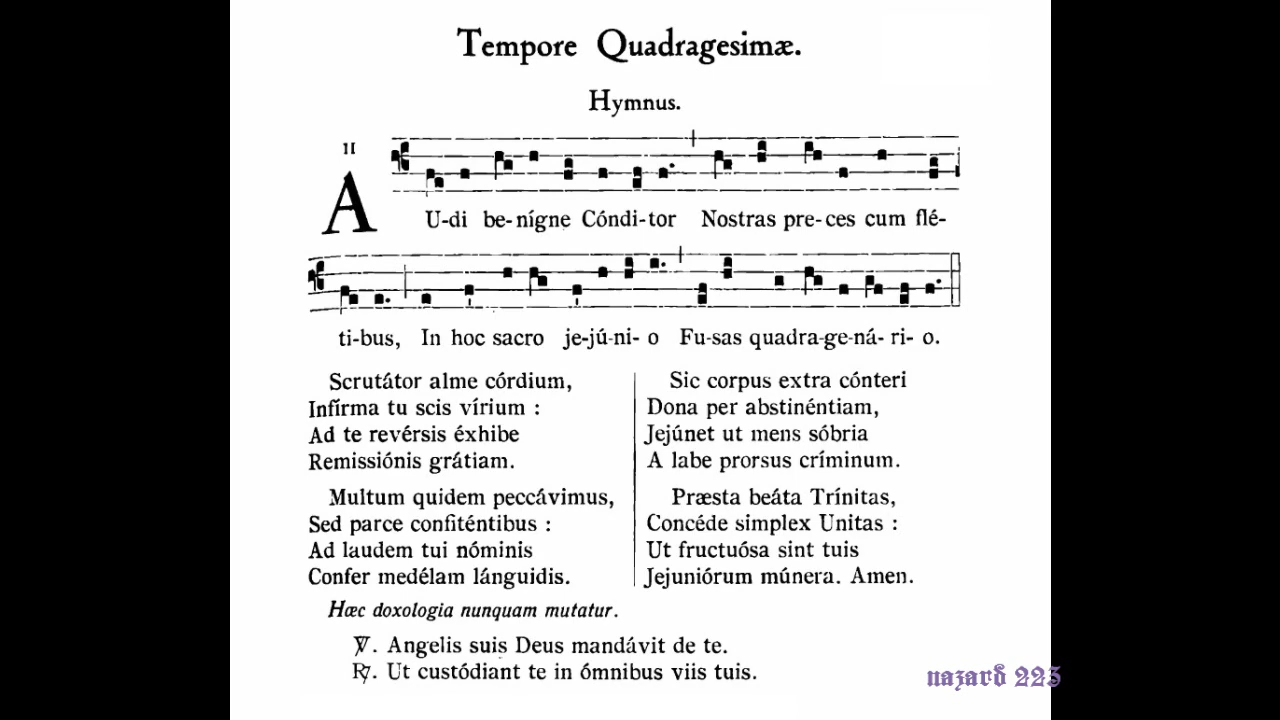 Tempore Quadragesimæ.
Hymnus.
II
A
U-di be-nígne Cóndi-tor Nostras pre-ces cum flé-
ti-bus, In hoc sacro je-jú-ni- o Fu-sas quadra-ge-ná- ri- o.
Scrutátor alme córdium,
Infírma tu scis vírium :
Ad te revérsis éxhibe
Remissiónis grátiam.
Multum quidem peccávimus,
Sed parce confiténtibus :
Ad laudem tui nóminis
Confer medélam lánguidis.
Sic corpus extra cónteri
Dona per abstinéntiam,
Jejúnet ut mens sóbria
A labe prorsus críminum.
Præsta beáta Trínitas,
Concéde simplex Unitas :
Ut fructuósa sint tuis
Jejuniórum múnera. Amen.
Hæc doxologia nunquam mutatur.
℣. Angelis suis Deus mandávit de te.
℟. Ut custódiant te in ómnibus viis tuis.
nazard 225